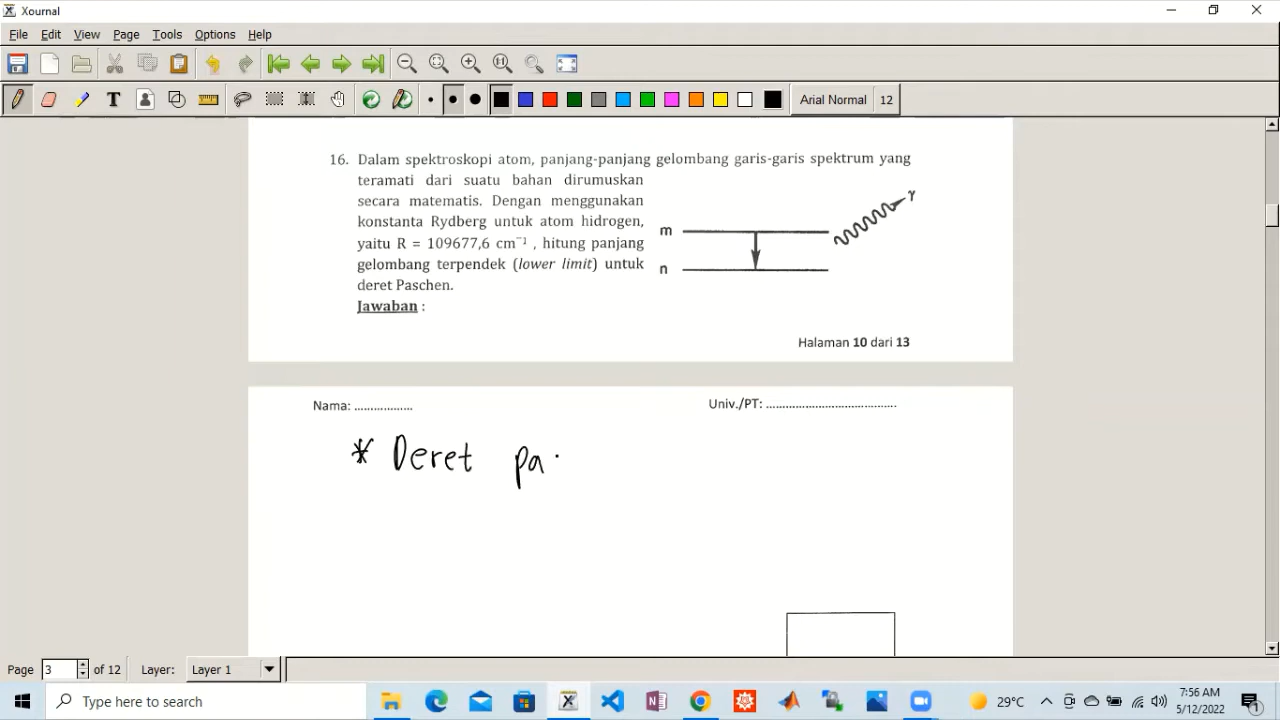 Xournal
File Edit View Page Tools Options Help
Arial Normal 12
16. Dalam spektroskopi atom, panjang-panjang gelombang garis-garis spektrum yang
teramati dari suatu bahan dirumuskan
secara matematis. Dengan menggunakan
konstanta Rydberg untuk atom hidrogen,
yaitu R = 109677,6 cm⁻¹ , hitung panjang
gelombang terpendek (lower limit) untuk
deret Paschen.
Jawaban :
m
n
γ
Halaman 10 dari 13
Nama: .................
Univ./PT: ........................................
* Deret pa
Page 3 of 12 Layer: Layer 1
Type here to search
29°C
7:56 AM
5/12/2022
1